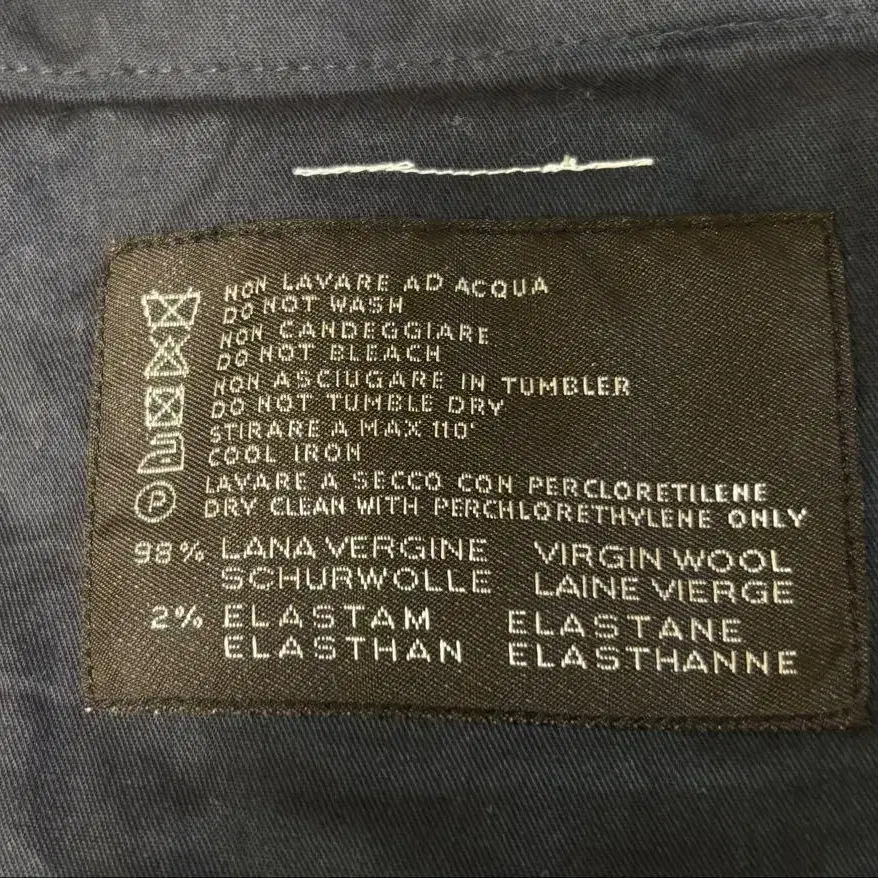 NON LAVARE AD ACQUA
DO NOT WASH
NON CANDEGGIARE
DO NOT BLEACH
NON ASCIUGARE IN TUMBLER
DO NOT TUMBLE DRY
STIRARE A MAX 110°
COOL IRON
P
LAVARE A SECCO CON PERCLORETILENE
DRY CLEAN WITH PERCHLORETHYLENE ONLY
98% LANA VERGINE VIRGIN WOOL
SCHURWOLLE LAINE VIERGE
2% ELASTAM ELASTANE
ELASTHAN ELASTHANNE